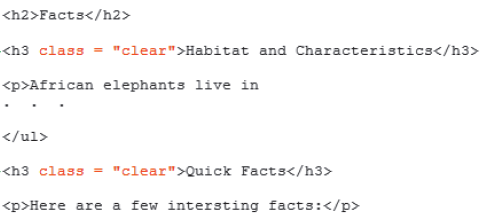 <h2>Facts</h2>
<h3 class = "clear">Habitat and Characteristics</h3>
<p>African elephants live in
. . .
</ul>
<h3 class = "clear">Quick Facts</h3>
<p>Here are a few intersting facts:</p>